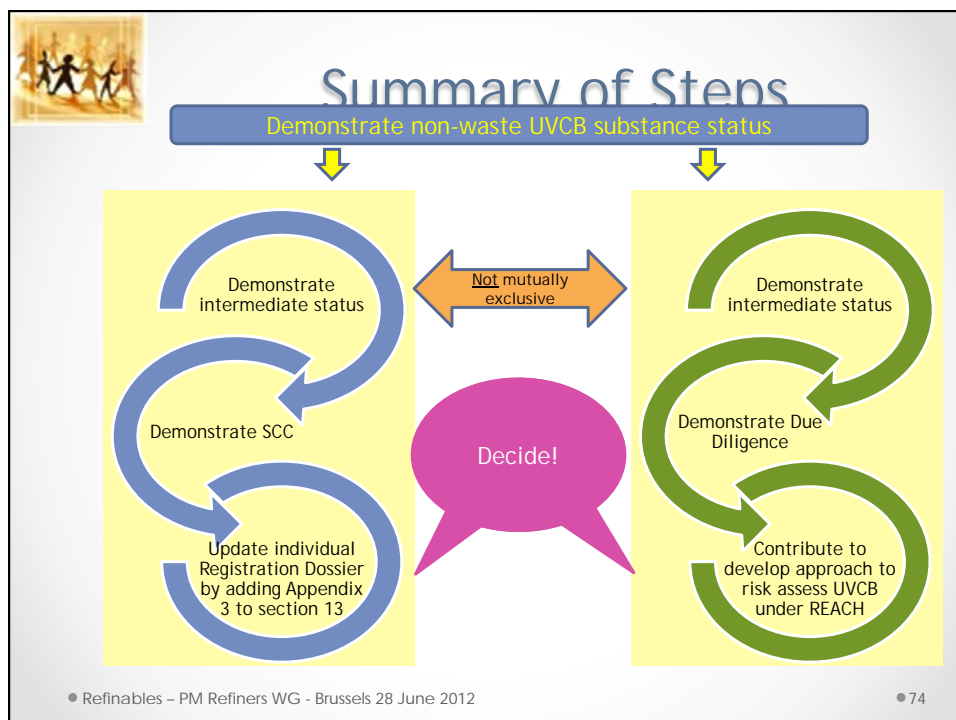 Summary of Steps
Demonstrate non-waste UVCB substance status
Demonstrate
intermediate status
Demonstrate SCC
Update individual
Registration Dossier
by adding Appendix
3 to section 13
Not mutually
exclusive
Decide!
Demonstrate
intermediate status
Demonstrate Due
Diligence
Contribute to
develop approach to
risk assess UVCB
under REACH
Refinables – PM Refiners WG - Brussels 28 June 2012
74